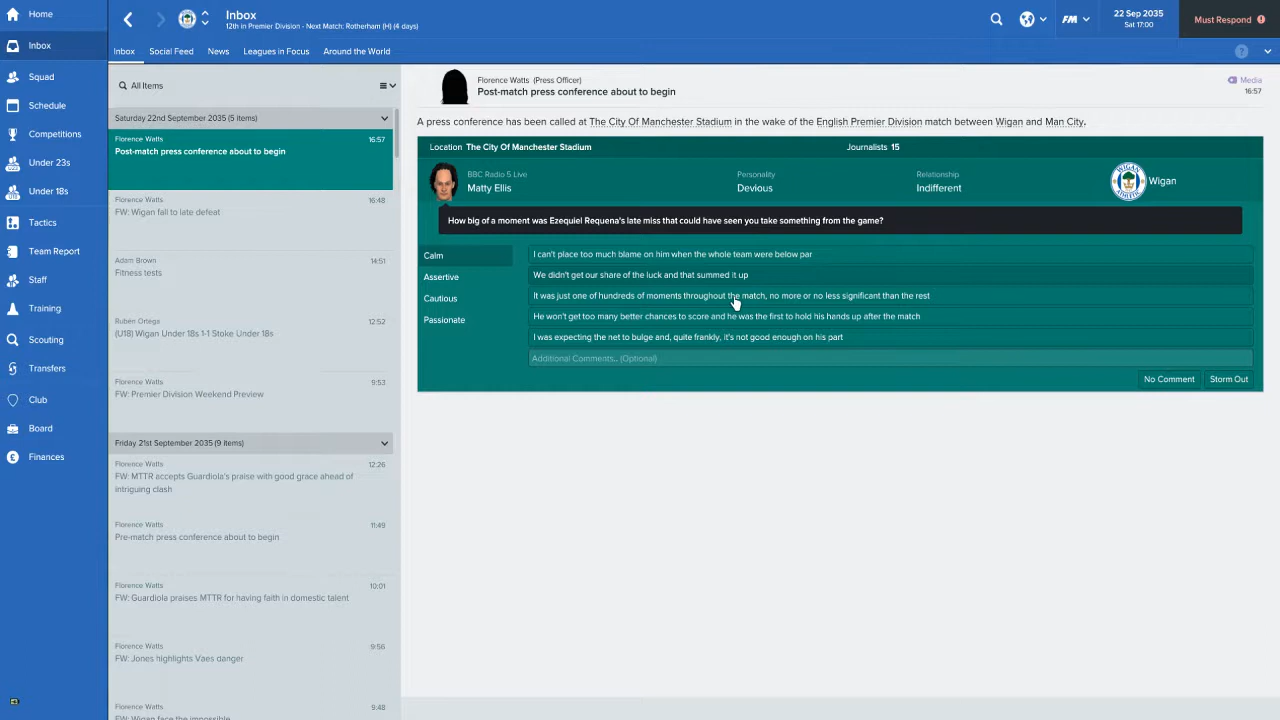 Home
Inbox
Squad
Schedule
Competitions
Under 23s
Under 18s
Tactics
Team Report
Staff
Training
Scouting
Transfers
Club
Board
Finances
Inbox
12th in Premier Division - Next Match: Rotherham (H) (4 days)
FM
22 Sep 2035
Sat 17:00
Must Respond
Inbox
Social Feed
News
Leagues in Focus
Around the World
?
All Items
Saturday 22nd September 2035 (5 items)
Florence Watts 16:57
Post-match press conference about to begin
Florence Watts 16:48
FW: Wigan fall to late defeat
Adam Brown 14:51
Fitness tests
Rubén Ortega 12:52
(U18) Wigan Under 18s 1-1 Stoke Under 18s
Florence Watts 9:53
FW: Premier Division Weekend Preview
Friday 21st September 2035 (9 items)
Florence Watts 12:26
FW: MTTR accepts Guardiola's praise with good grace ahead of
intriguing clash
Florence Watts 11:49
Pre-match press conference about to begin
Florence Watts 10:01
FW: Guardiola praises MTTR for having faith in domestic talent
Florence Watts 9:56
FW: Jones highlights Vaes danger
Florence Watts 9:48
FW: Wigan face the impossible
Florence Watts (Press Officer)
Post-match press conference about to begin
Media
16:57
A press conference has been called at The City Of Manchester Stadium in the wake of the English Premier Division match between Wigan and Man City.
Location The City Of Manchester Stadium
Journalists 15
BBC Radio 5 Live
Matty Ellis
Personality
Devious
Relationship
Indifferent
Wigan
How big of a moment was Ezequiel Requena's late miss that could have seen you take something from the game?
Calm
Assertive
Cautious
Passionate
I can't place too much blame on him when the whole team were below par
We didn't get our share of the luck and that summed it up
It was just one of hundreds of moments throughout the match, no more or no less significant than the rest
He won't get too many better chances to score and he was the first to hold his hands up after the match
I was expecting the net to bulge and, quite frankly, it's not good enough on his part
Additional Comments.. (Optional)
No Comment
Storm Out